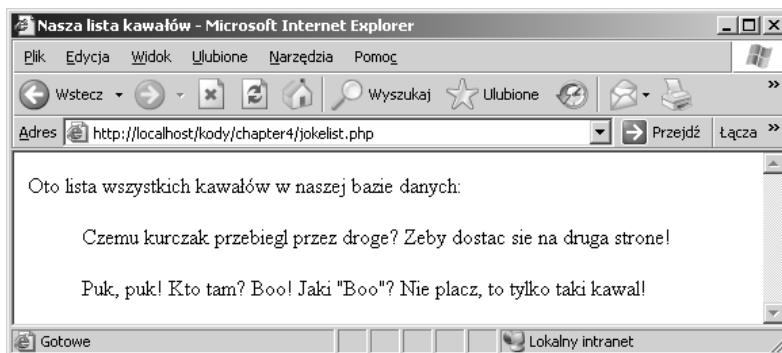 Nasza lista kawałów - Microsoft Internet Explorer
Plik Edycja Widok Ulubione Narzędzia Pomoc
Wstecz Wyszukaj Ulubione »
Adres http://localhost/kody/chapter4/jokelist.php Przejdź Łącza »
Oto lista wszystkich kawałów w naszej bazie danych:
Czemu kurczak przebiegl przez droge? Zeby dostac sie na druga strone!
Puk, puk! Kto tam? Boo! Jaki "Boo"? Nie placz, to tylko taki kawal!
Gotowe Lokalny intranet